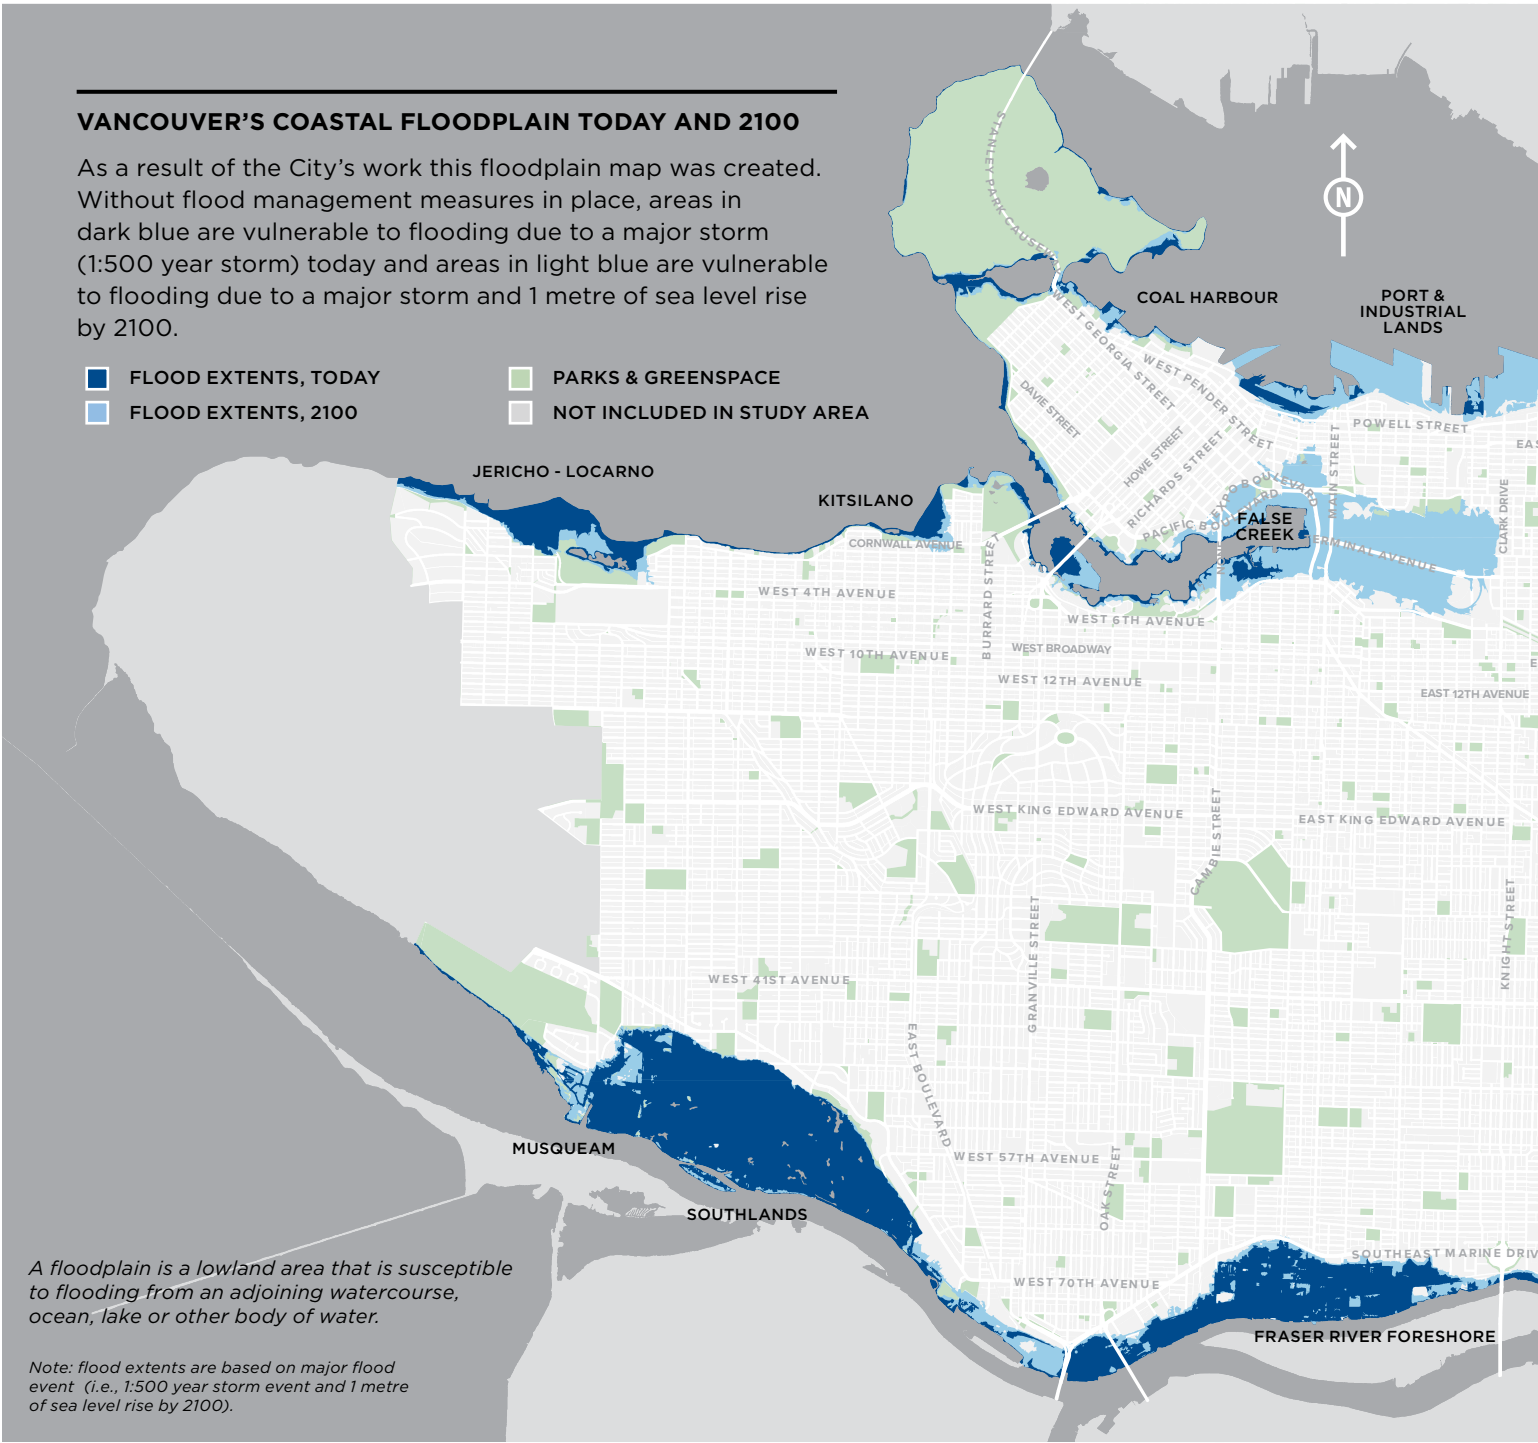 VANCOUVER'S COASTAL FLOODPLAIN TODAY AND 2100
As a result of the City's work this floodplain map was created.
Without flood management measures in place, areas in
dark blue are vulnerable to flooding due to a major storm
(1:500 year storm) today and areas in light blue are vulnerable
to flooding due to a major storm and 1 metre of sea level rise
by 2100.
FLOOD EXTENTS, TODAY
PARKS & GREENSPACE
FLOOD EXTENTS, 2100
NOT INCLUDED IN STUDY AREA
N
STANLEY PARK CAUSEWAY
COAL HARBOUR
PORT &
INDUSTRIAL
LANDS
WEST GEORGIA STREET
WEST PENDER STREET
DAVIE STREET
HOWE STREET
RICHARDS STREET
POWELL STREET
MAIN STREET
EXPO BOULEVARD
PACIFIC BOULEVARD
CLARK DRIVE
JERICHO - LOCARNO
KITSILANO
FALSE
CREEK
CORNWALL AVENUE
TERMINAL AVENUE
BURRARD STREET
WEST 4TH AVENUE
WEST 6TH AVENUE
WEST 10TH AVENUE
WEST BROADWAY
WEST 12TH AVENUE
EAST 12TH AVENUE
WEST KING EDWARD AVENUE
EAST KING EDWARD AVENUE
CAMBIE STREET
KNIGHT STREET
GRANVILLE STREET
WEST 41ST AVENUE
EAST BOULEVARD
MUSQUEAM
WEST 57TH AVENUE
OAK STREET
SOUTHLANDS
SOUTHEAST MARINE DRIV
WEST 70TH AVENUE
FRASER RIVER FORESHORE
A floodplain is a lowland area that is susceptible
to flooding from an adjoining watercourse,
ocean, lake or other body of water.
Note: flood extents are based on major flood
event (i.e., 1:500 year storm event and 1 metre
of sea level rise by 2100).